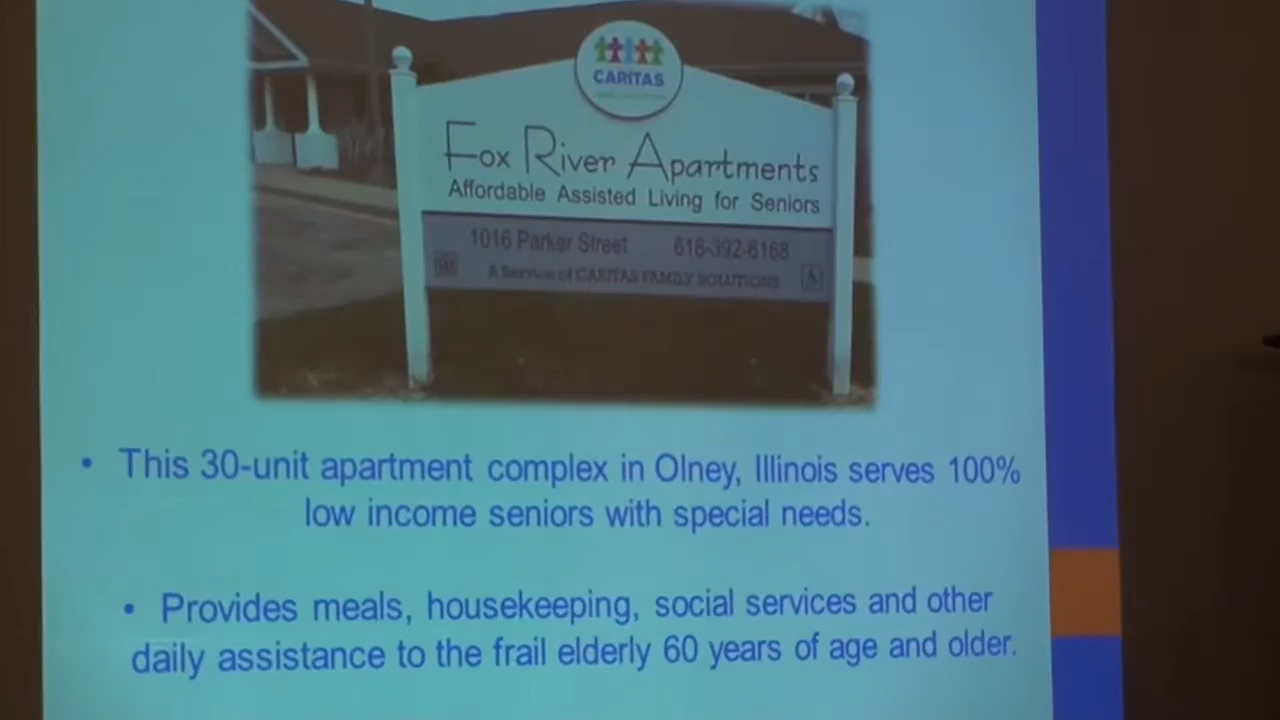 CARITAS
Fox River Apartments
Affordable Assisted Living for Seniors
1016 Parker Street 618-392-6168
A Service of CARITAS FAMILY SOLUTIONS
• This 30-unit apartment complex in Olney, Illinois serves 100%
low income seniors with special needs.
• Provides meals, housekeeping, social services and other
daily assistance to the frail elderly 60 years of age and older.